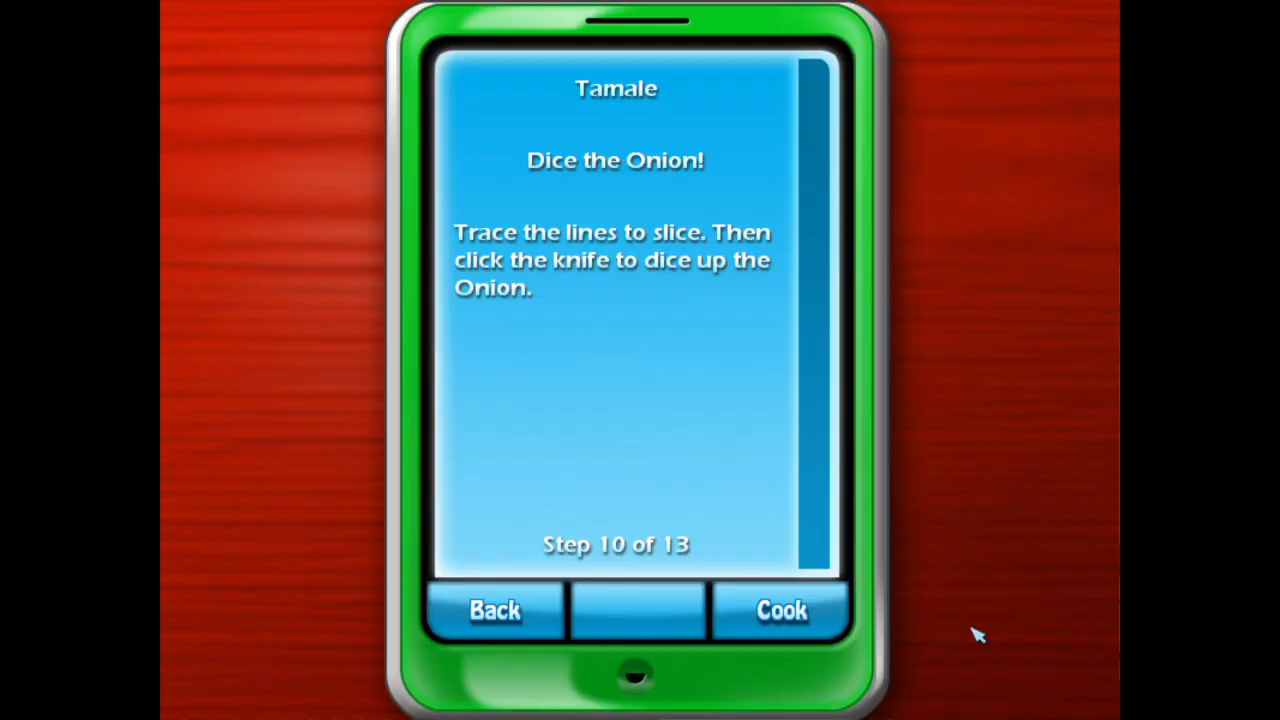 Tamale
Dice the Onion!
Trace the lines to slice. Then
click the knife to dice up the
Onion.
Step 10 of 13
Back
Cook